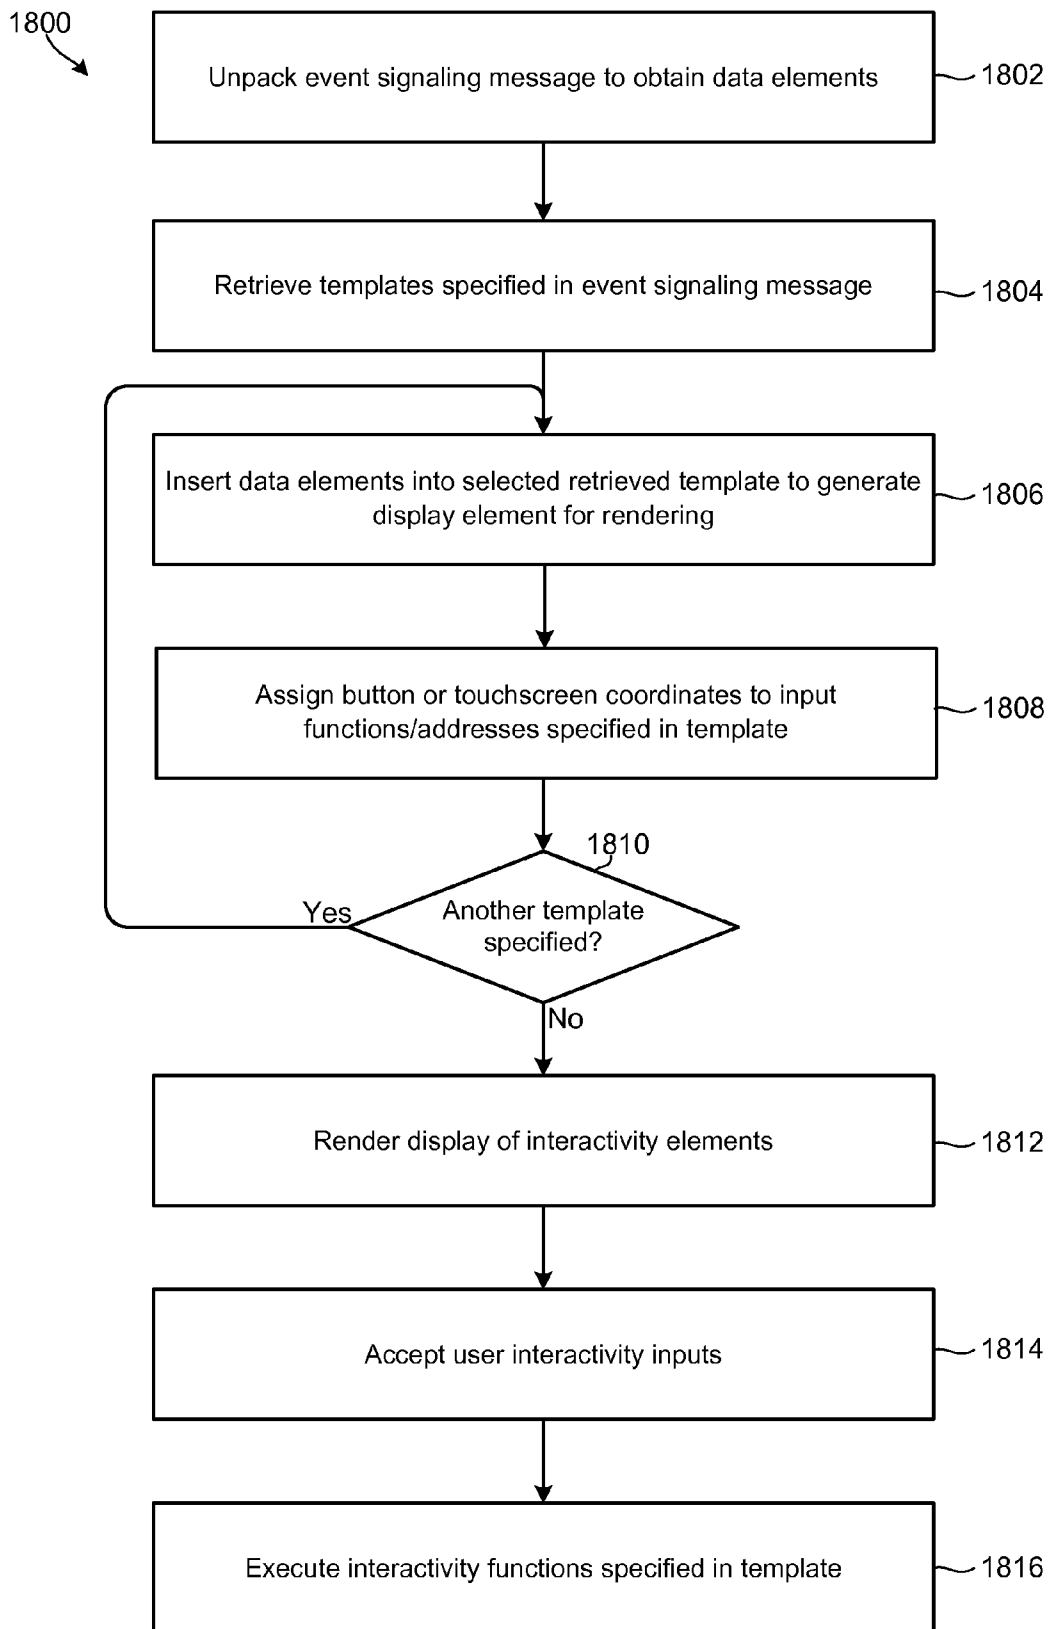 1800
Unpack event signaling message to obtain data elements
1802
Retrieve templates specified in event signaling message
1804
Insert data elements into selected retrieved template to generate
display element for rendering
1806
Assign button or touchscreen coordinates to input
functions/addresses specified in template
1808
1810
Another template
specified?
Yes
No
Render display of interactivity elements
1812
Accept user interactivity inputs
1814
Execute interactivity functions specified in template
1816